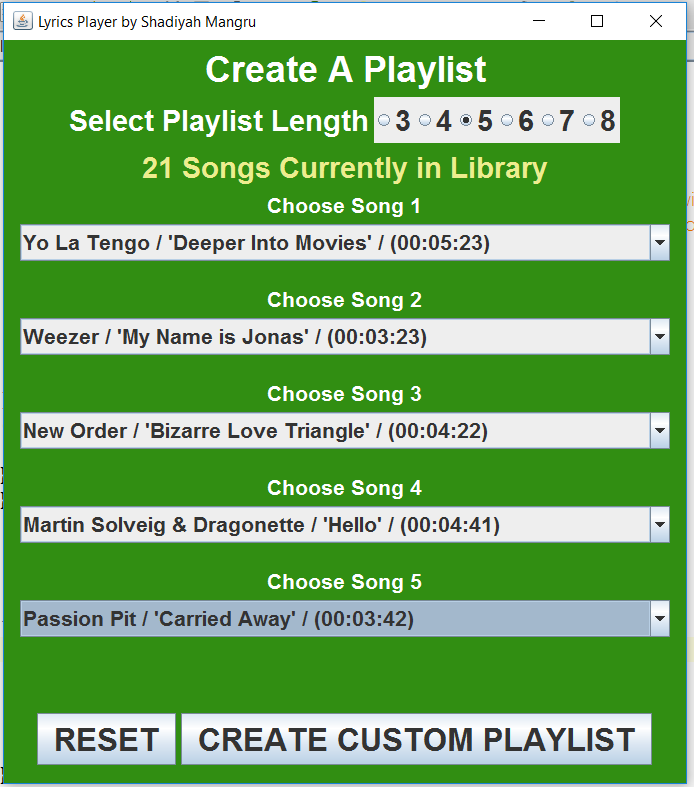 Lyrics Player by Shadiyah Mangru
Create A Playlist
Select Playlist Length 3 4 5 6 7 8
21 Songs Currently in Library
Choose Song 1
Yo La Tengo / 'Deeper Into Movies' / (00:05:23)
Choose Song 2
Weezer / 'My Name is Jonas' / (00:03:23)
Choose Song 3
New Order / 'Bizarre Love Triangle' / (00:04:22)
Choose Song 4
Martin Solveig & Dragonette / 'Hello' / (00:04:41)
Choose Song 5
Passion Pit / 'Carried Away' / (00:03:42)
RESET CREATE CUSTOM PLAYLIST